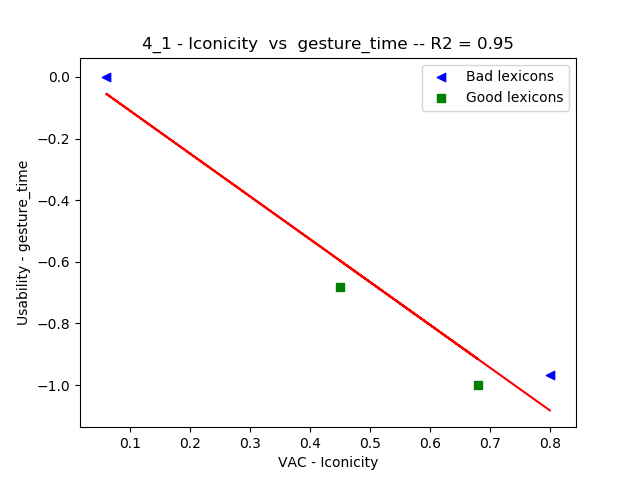 4_1 - Iconicity  vs  gesture_time -- R2 = 0.95
Bad lexicons
Good lexicons
Usability - gesture_time
0.0
−0.2
−0.4
−0.6
−0.8
−1.0
0.1 0.2 0.3 0.4 0.5 0.6 0.7 0.8
VAC - Iconicity